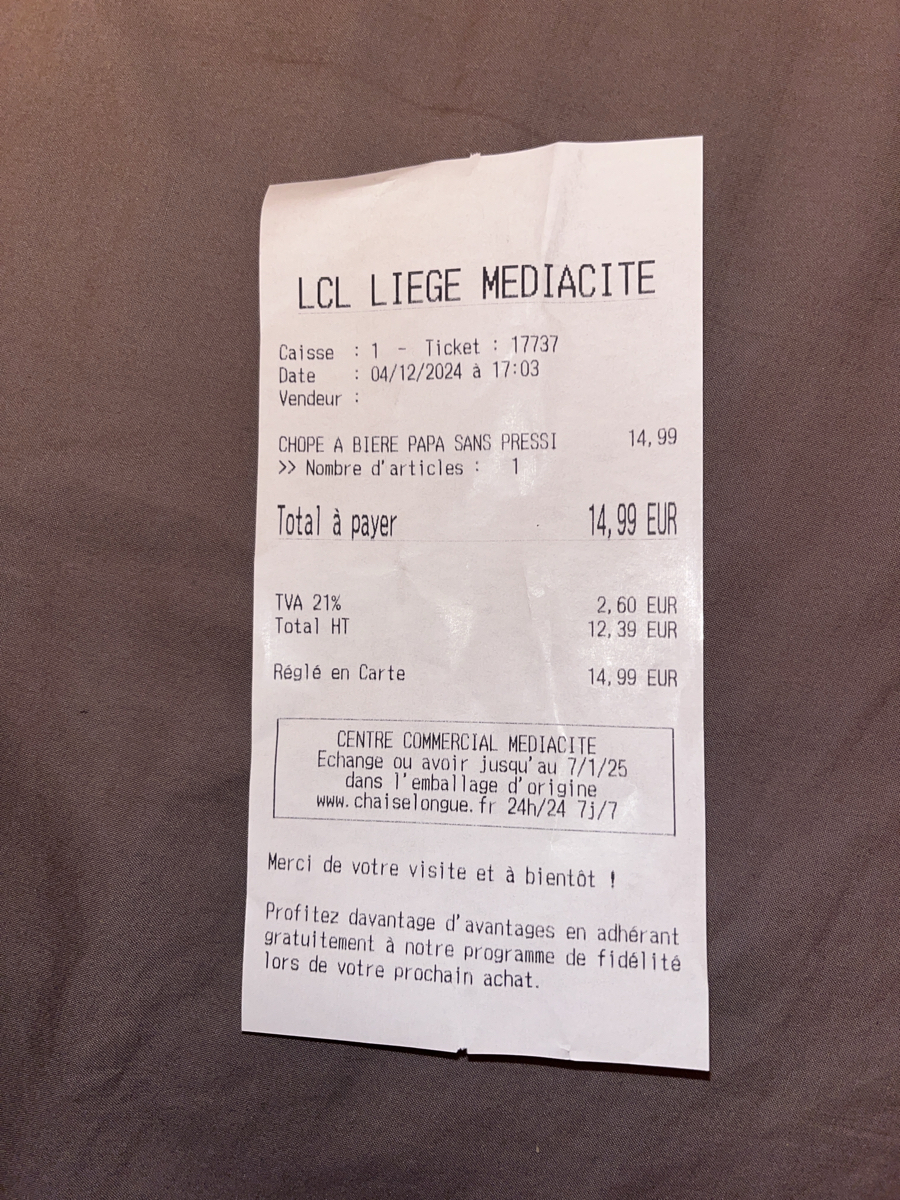 LCL LIEGE MEDIACITE
Caisse : 1 - Ticket : 17737
Date : 04/12/2024 à 17:03
Vendeur :
CHOPE A BIERE PAPA SANS PRESSI 14,99
>> Nombre d'articles : 1
Total à payer 14,99 EUR
TVA 21% 2,60 EUR
Total HT 12,39 EUR
Réglé en Carte 14,99 EUR
CENTRE COMMERCIAL MEDIACITE
Echange ou avoir jusqu'au 7/1/25
dans l'emballage d'origine
www.chaiselongue.fr 24h/24 7j/7
Merci de votre visite et à bientôt !
Profitez davantage d'avantages en adhérant
gratuitement à notre programme de fidélité
lors de votre prochain achat.